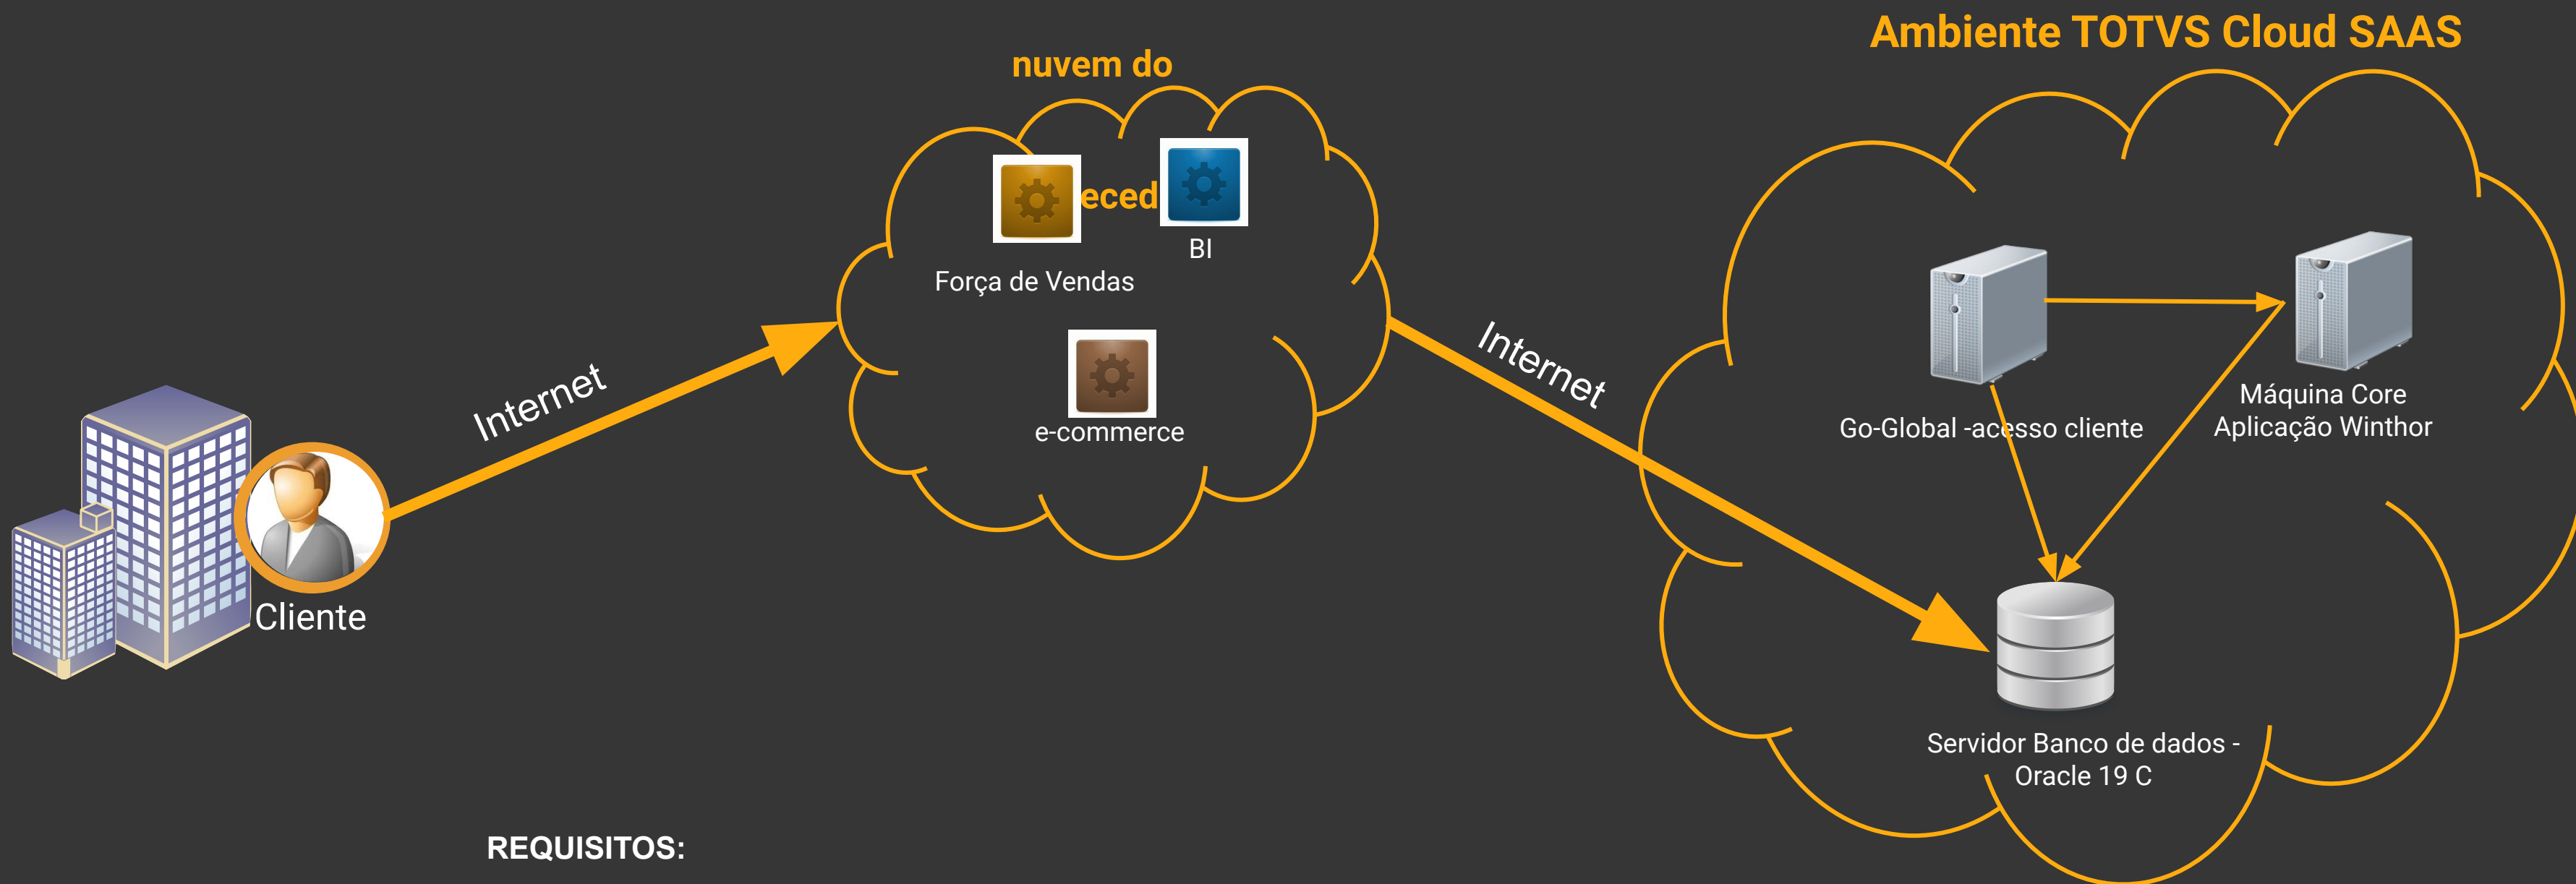 Ambiente TOTVS Cloud SAAS
nuvem do
eced
BI
Força de Vendas
e-commerce
Internet
Internet
Cliente
Go-Global -acesso cliente
Máquina Core
Aplicação Winthor
Servidor Banco de dados -
Oracle 19 C
REQUISITOS: